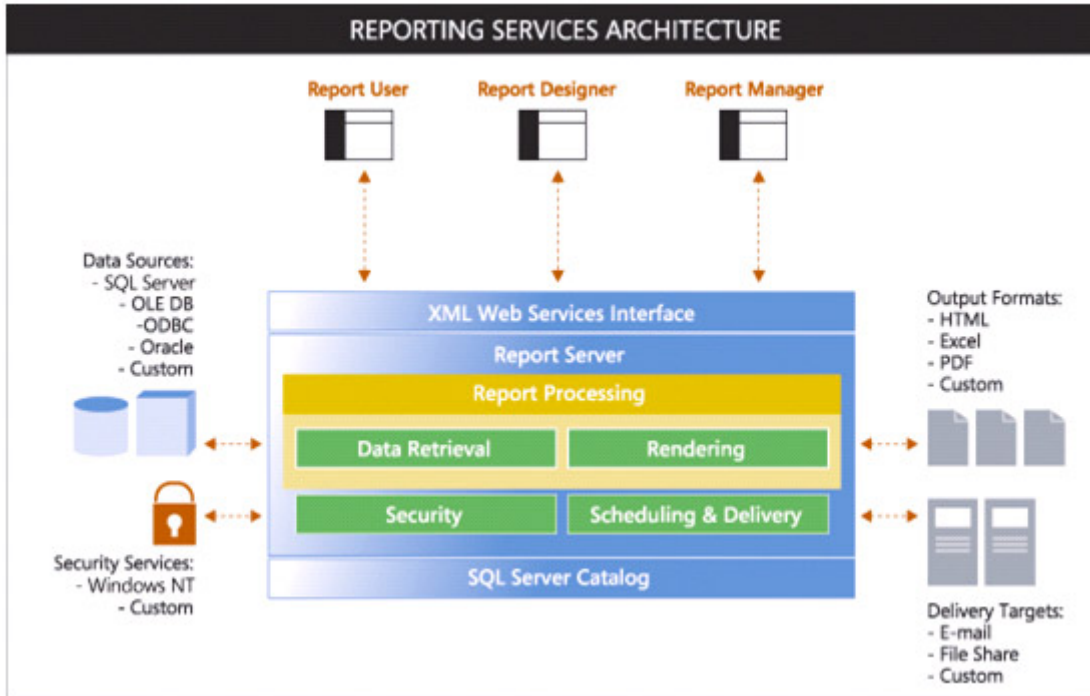 REPORTING SERVICES ARCHITECTURE
Report User
Report Designer
Report Manager
Data Sources:
- SQL Server
- OLE DB
-ODBC
- Oracle
- Custom
XML Web Services Interface
Report Server
Report Processing
Data Retrieval
Rendering
Security
Scheduling & Delivery
SQL Server Catalog
Security Services:
- Windows NT
- Custom
Output Formats:
- HTML
- Excel
- PDF
- Custom
Delivery Targets:
- E-mail
- File Share
- Custom